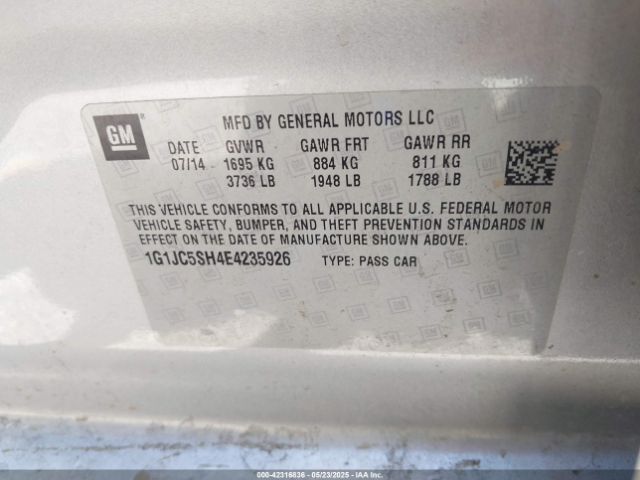 GM
MFD BY GENERAL MOTORS LLC
DATE GVWR GAWR FRT GAWR RR
07/14 1695 KG 884 KG 811 KG
3736 LB 1948 LB 1788 LB
THIS VEHICLE CONFORMS TO ALL APPLICABLE U.S. FEDERAL MOTOR
VEHICLE SAFETY, BUMPER, AND THEFT PREVENTION STANDARDS IN
EFFECT ON THE DATE OF MANUFACTURE SHOWN ABOVE.
1G1JC5SH4E4235926 TYPE: PASS CAR
000-42316836 - 05/23/2025 - IAA, Inc.